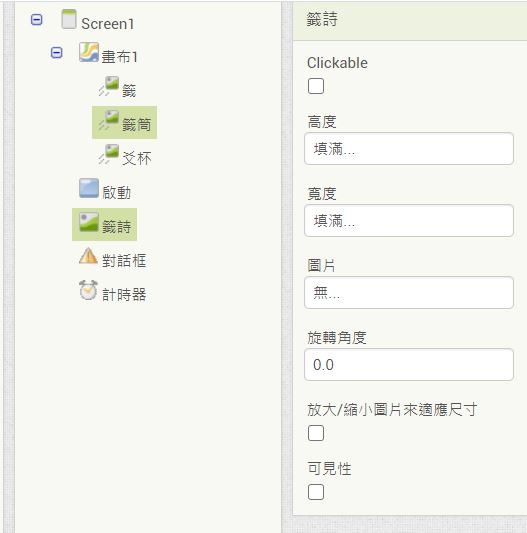 Screen1
畫布1
籤
籤筒
爻杯
啟動
籤詩
對話框
計時器
籤詩
Clickable
高度
填滿...
寬度
填滿...
圖片
無...
旋轉角度
0.0
放大/縮小圖片來適應尺寸
可見性